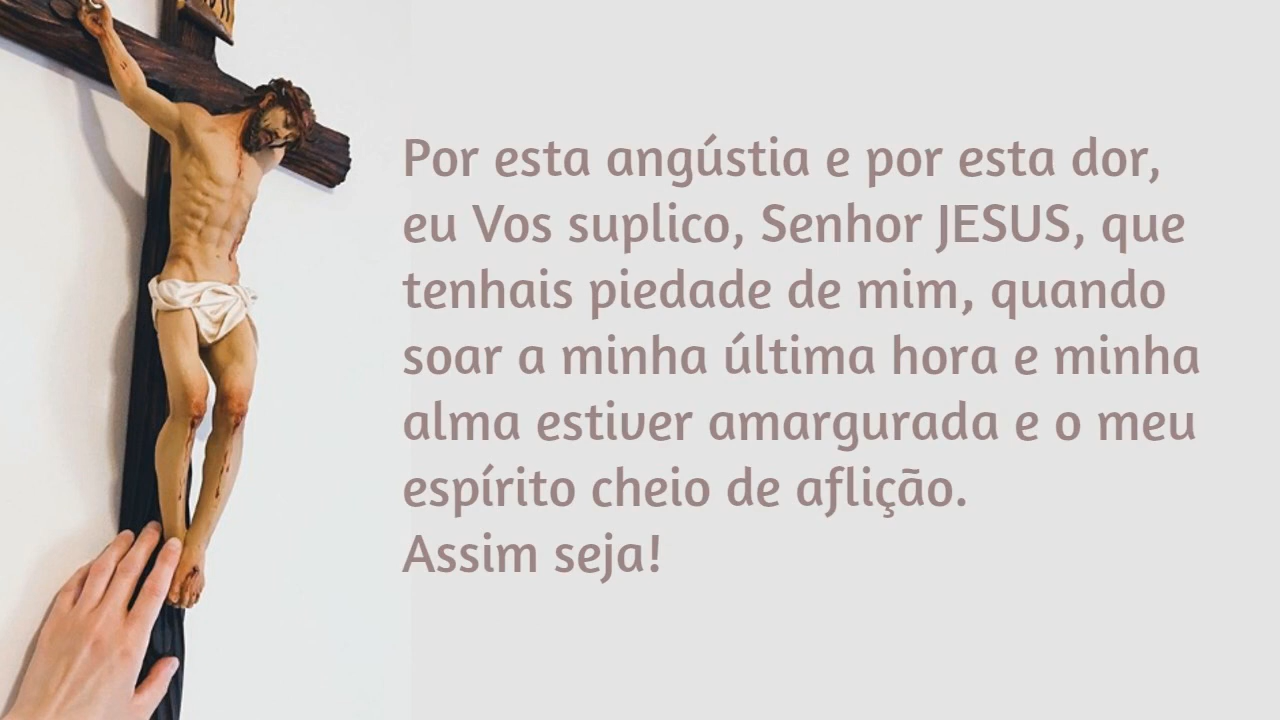 Por esta angústia e por esta dor,
eu Vos suplico, Senhor JESUS, que
tenhais piedade de mim, quando
soar a minha última hora e minha
alma estiver amargurada e o meu
espírito cheio de aflição.
Assim seja!